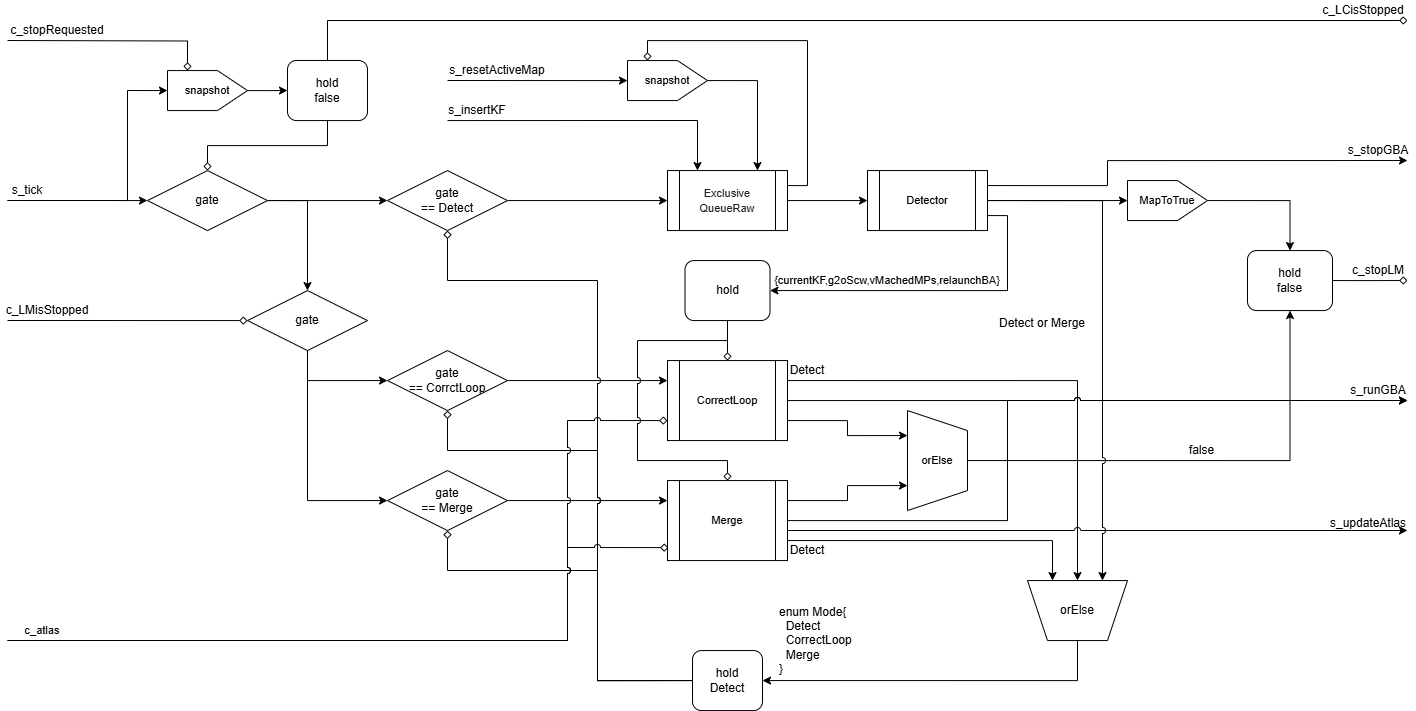 c_LCisStopped
c_stopRequested
hold
false
snapshot
s_resetActiveMap
snapshot
s_insertKF
s_stopGBA
s_tick
gate
gate
== Detect
Exclusive
QueueRaw
Detector
MapToTrue
hold
false
c_stopLM
hold
{currentKF,g2oScw,vMachedMPs,relaunchBA}
c_LMisStopped
gate
Detect or Merge
gate
== CorrctLoop
CorrectLoop
Detect
s_runGBA
orElse
false
gate
== Merge
Merge
s_updateAtlas
Detect
orElse
c_atlas
enum Mode{
Detect
CorrectLoop
Merge
}
hold
Detect